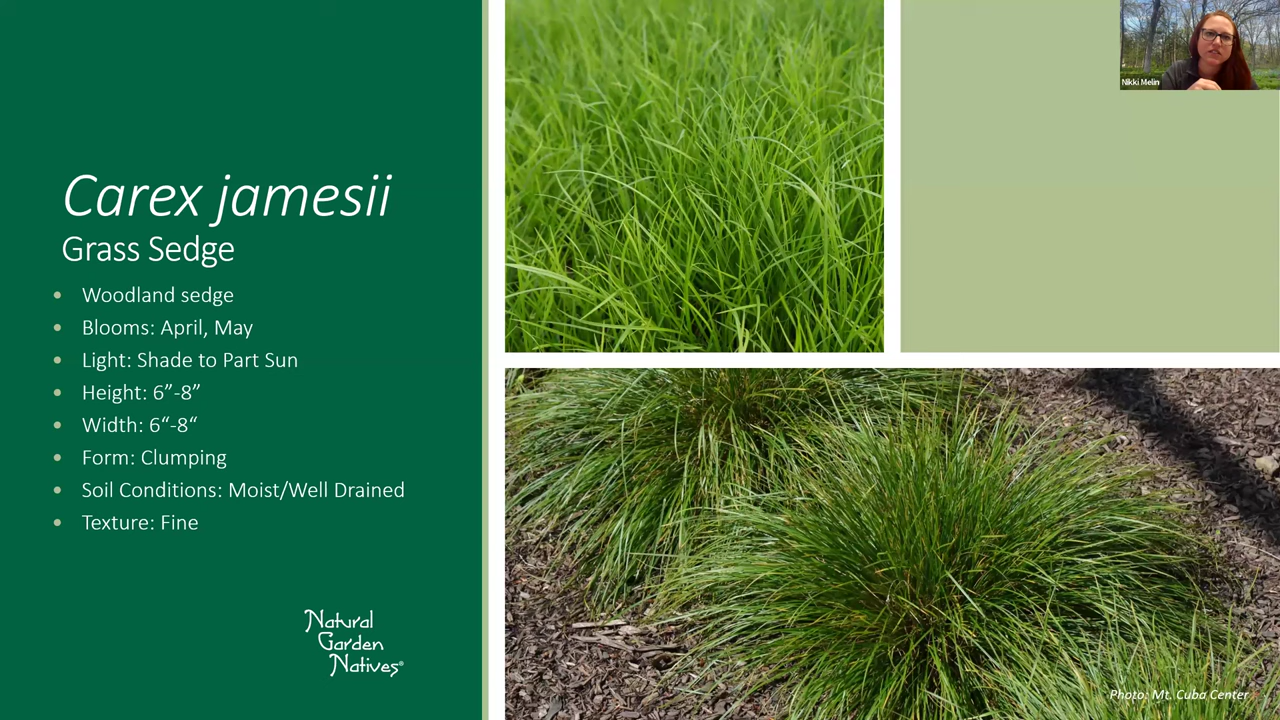 Carex jamesii
Grass Sedge
• Woodland sedge
• Blooms: April, May
• Light: Shade to Part Sun
• Height: 6”-8”
• Width: 6“-8“
• Form: Clumping
• Soil Conditions: Moist/Well Drained
• Texture: Fine
Natural
Garden
Natives®
Nikki Melin
Photo: Mt. Cuba Center